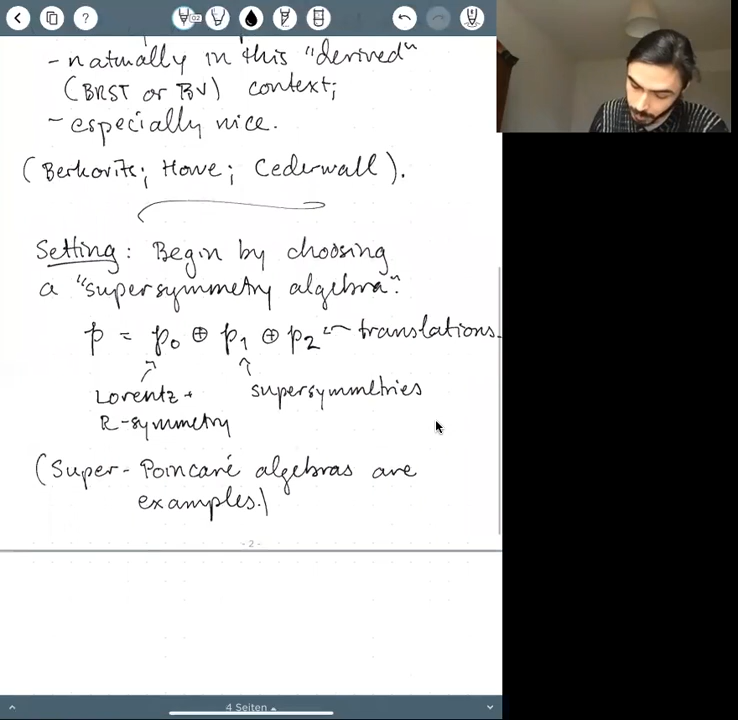 - naturally in this "derived"
(BRST or BV) context;
- especially nice.
(Berkovits; Howe; Cederwall).
Setting: Begin by choosing
a "supersymmetry algebra":
p = p0 ⊕ p1 ⊕ p2 ← translations.
Lorentz + supersymmetries
R-symmetry
(Super-Poincaré algebras are
examples.)
- 2 -
4 Seiten